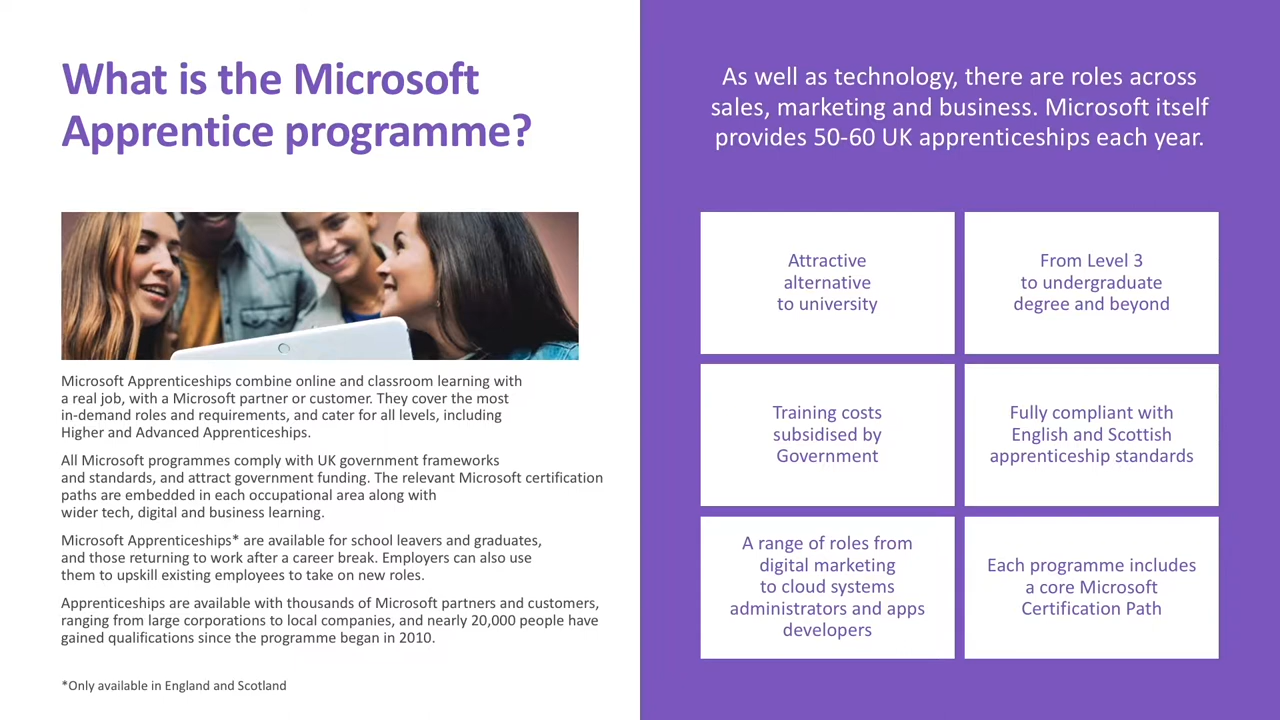 What is the Microsoft
Apprentice programme?
Microsoft Apprenticeships combine online and classroom learning with
a real job, with a Microsoft partner or customer. They cover the most
in-demand roles and requirements, and cater for all levels, including
Higher and Advanced Apprenticeships.
All Microsoft programmes comply with UK government frameworks
and standards, and attract government funding. The relevant Microsoft certification
paths are embedded in each occupational area along with
wider tech, digital and business learning.
Microsoft Apprenticeships* are available for school leavers and graduates,
and those returning to work after a career break. Employers can also use
them to upskill existing employees to take on new roles.
Apprenticeships are available with thousands of Microsoft partners and customers,
ranging from large corporations to local companies, and nearly 20,000 people have
gained qualifications since the programme began in 2010.
*Only available in England and Scotland
As well as technology, there are roles across
sales, marketing and business. Microsoft itself
provides 50-60 UK apprenticeships each year.
Attractive
alternative
to university
From Level 3
to undergraduate
degree and beyond
Training costs
subsidised by
Government
Fully compliant with
English and Scottish
apprenticeship standards
A range of roles from
digital marketing
to cloud systems
administrators and apps
developers
Each programme includes
a core Microsoft
Certification Path